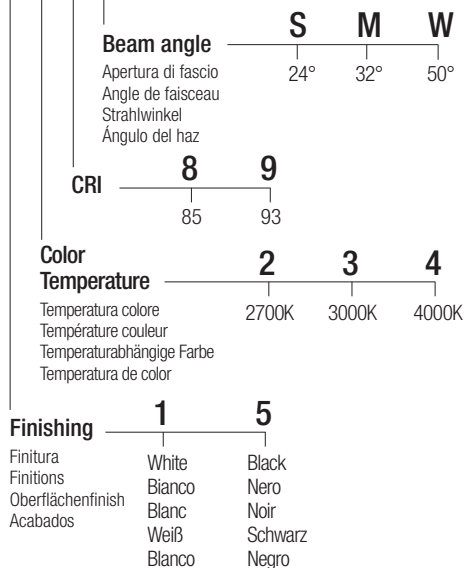 S M W
Beam angle
24° 32° 50°
Apertura di fascio
Angle de faisceau
Strahlwinkel
Ángulo del haz
8 9
CRI
85 93
Color
Temperature
2 3 4
2700K 3000K 4000K
Temperatura colore
Température couleur
Temperaturabhängige Farbe
Temperatura de color
1 5
Finishing
Finitura
Finitions
Oberflächenfinish
Acabados
White Black
Bianco Nero
Blanc Noir
Weiß Schwarz
Blanco Negro